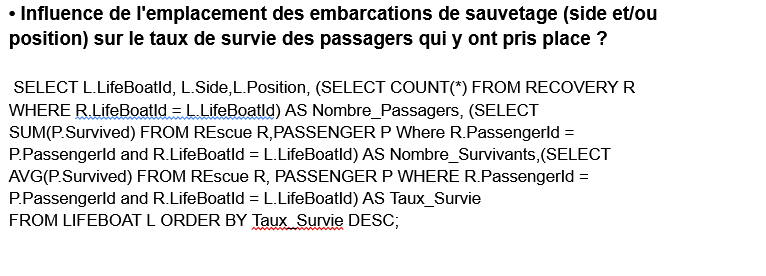 • Influence de l'emplacement des embarcations de sauvetage (side et/ou
position) sur le taux de survie des passagers qui y ont pris place ?
SELECT L.LifeBoatId, L.Side,L.Position, (SELECT COUNT(*) FROM RECOVERY R
WHERE R.LifeBoatId = L.LifeBoatId) AS Nombre_Passagers, (SELECT
SUM(P.Survived) FROM REscue R,PASSENGER P Where R.PassengerId =
P.PassengerId and R.LifeBoatId = L.LifeBoatId) AS Nombre_Survivants,(SELECT
AVG(P.Survived) FROM REscue R, PASSENGER P WHERE R.PassengerId =
P.PassengerId and R.LifeBoatId = L.LifeBoatId) AS Taux_Survie
FROM LIFEBOAT L ORDER BY Taux_Survie DESC;